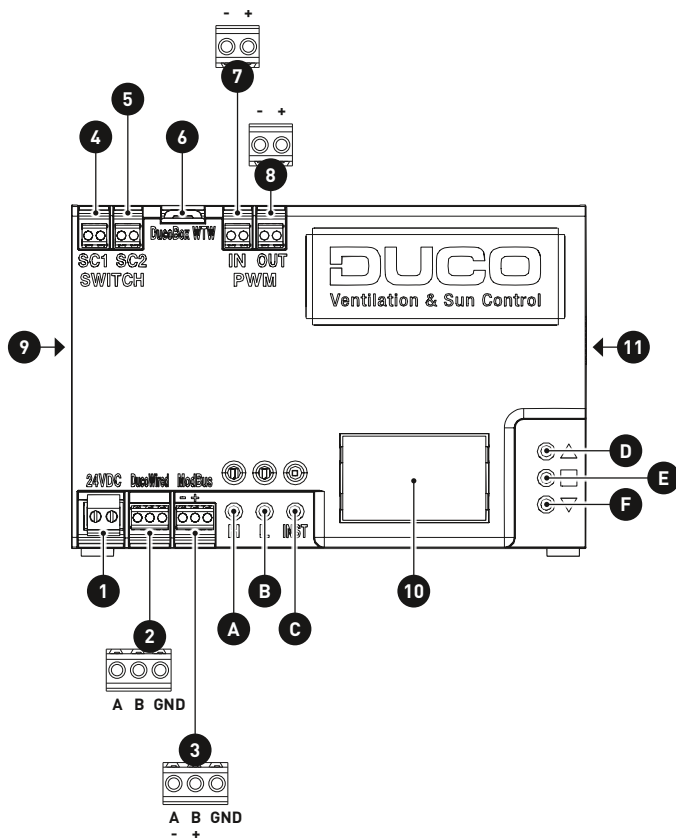 - +
7
5
- +
4
6
8
DucoBox WTW
SC1 SC2
SWITCH
IN OUT
PWM
DUCO
Ventilation & Sun Control
9
11
D
E
F
24VDC DucoWired ModBus
- +
INST
1
A
B
C
10
2
A B GND
3
A B GND
- +